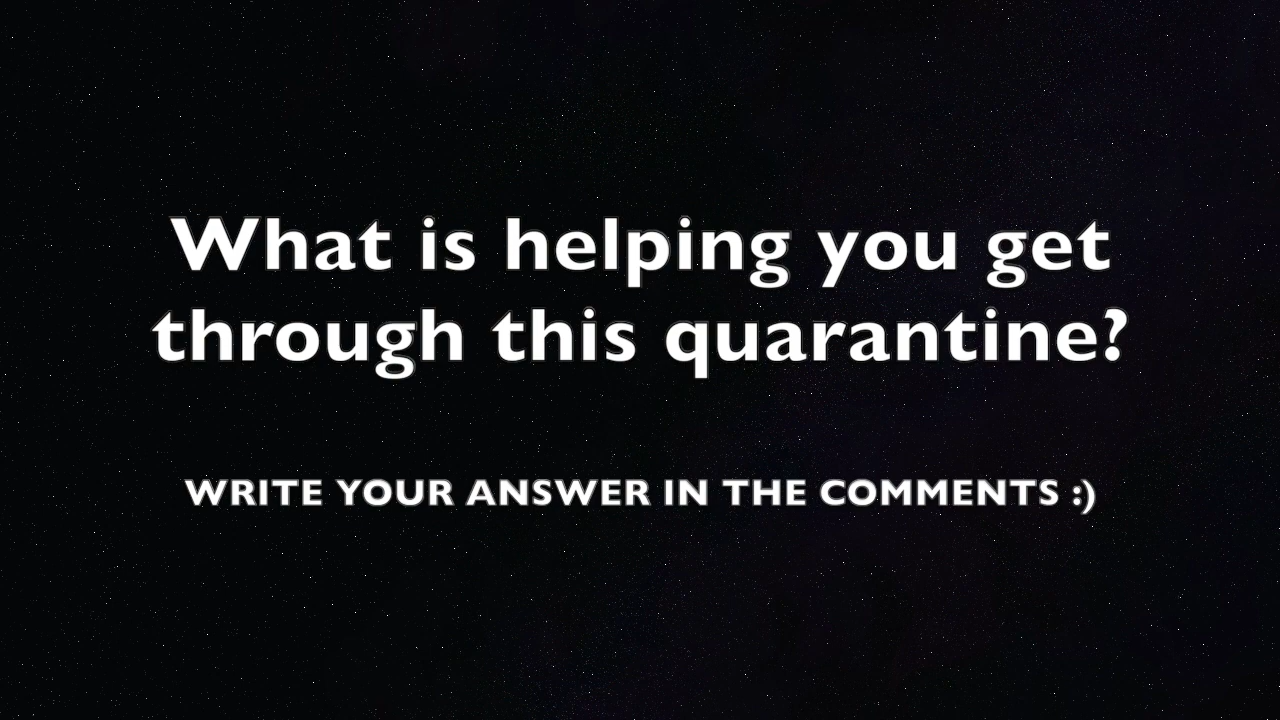 What is helping you get
through this quarantine?
WRITE YOUR ANSWER IN THE COMMENTS :)